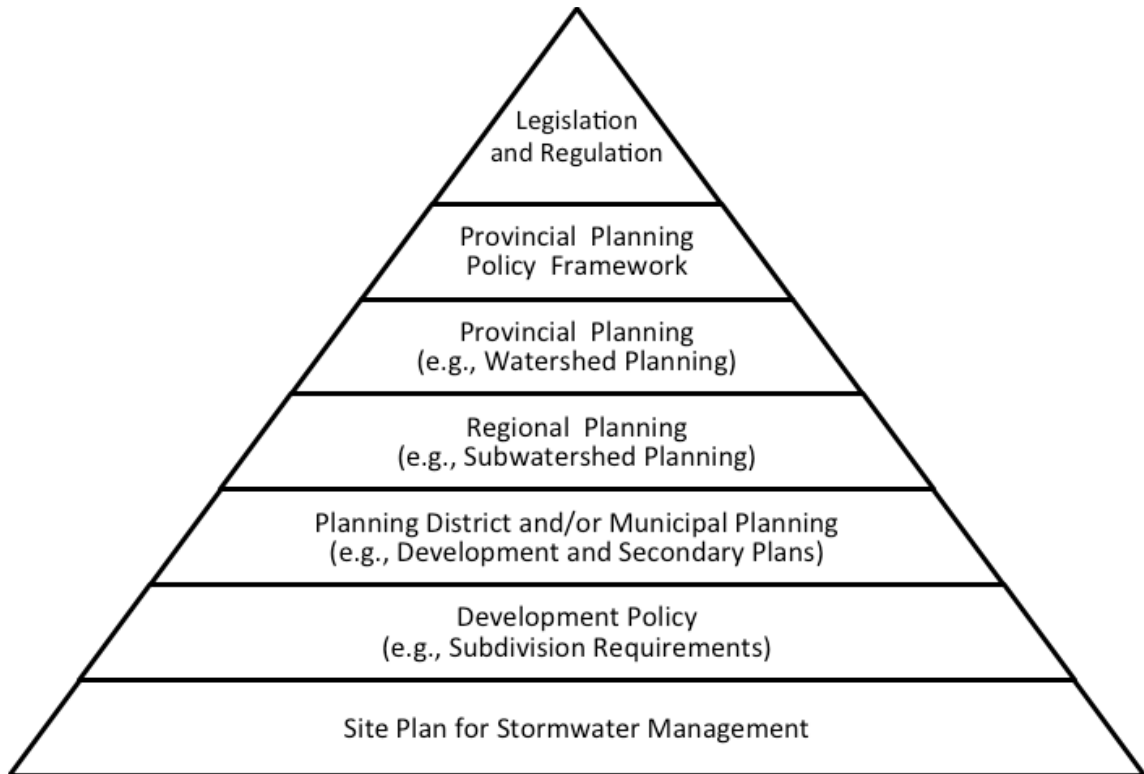 Legislation
and Regulation
Provincial Planning
Policy Framework
Provincial Planning
(e.g., Watershed Planning)
Regional Planning
(e.g., Subwatershed Planning)
Planning District and/or Municipal Planning
(e.g., Development and Secondary Plans)
Development Policy
(e.g., Subdivision Requirements)
Site Plan for Stormwater Management